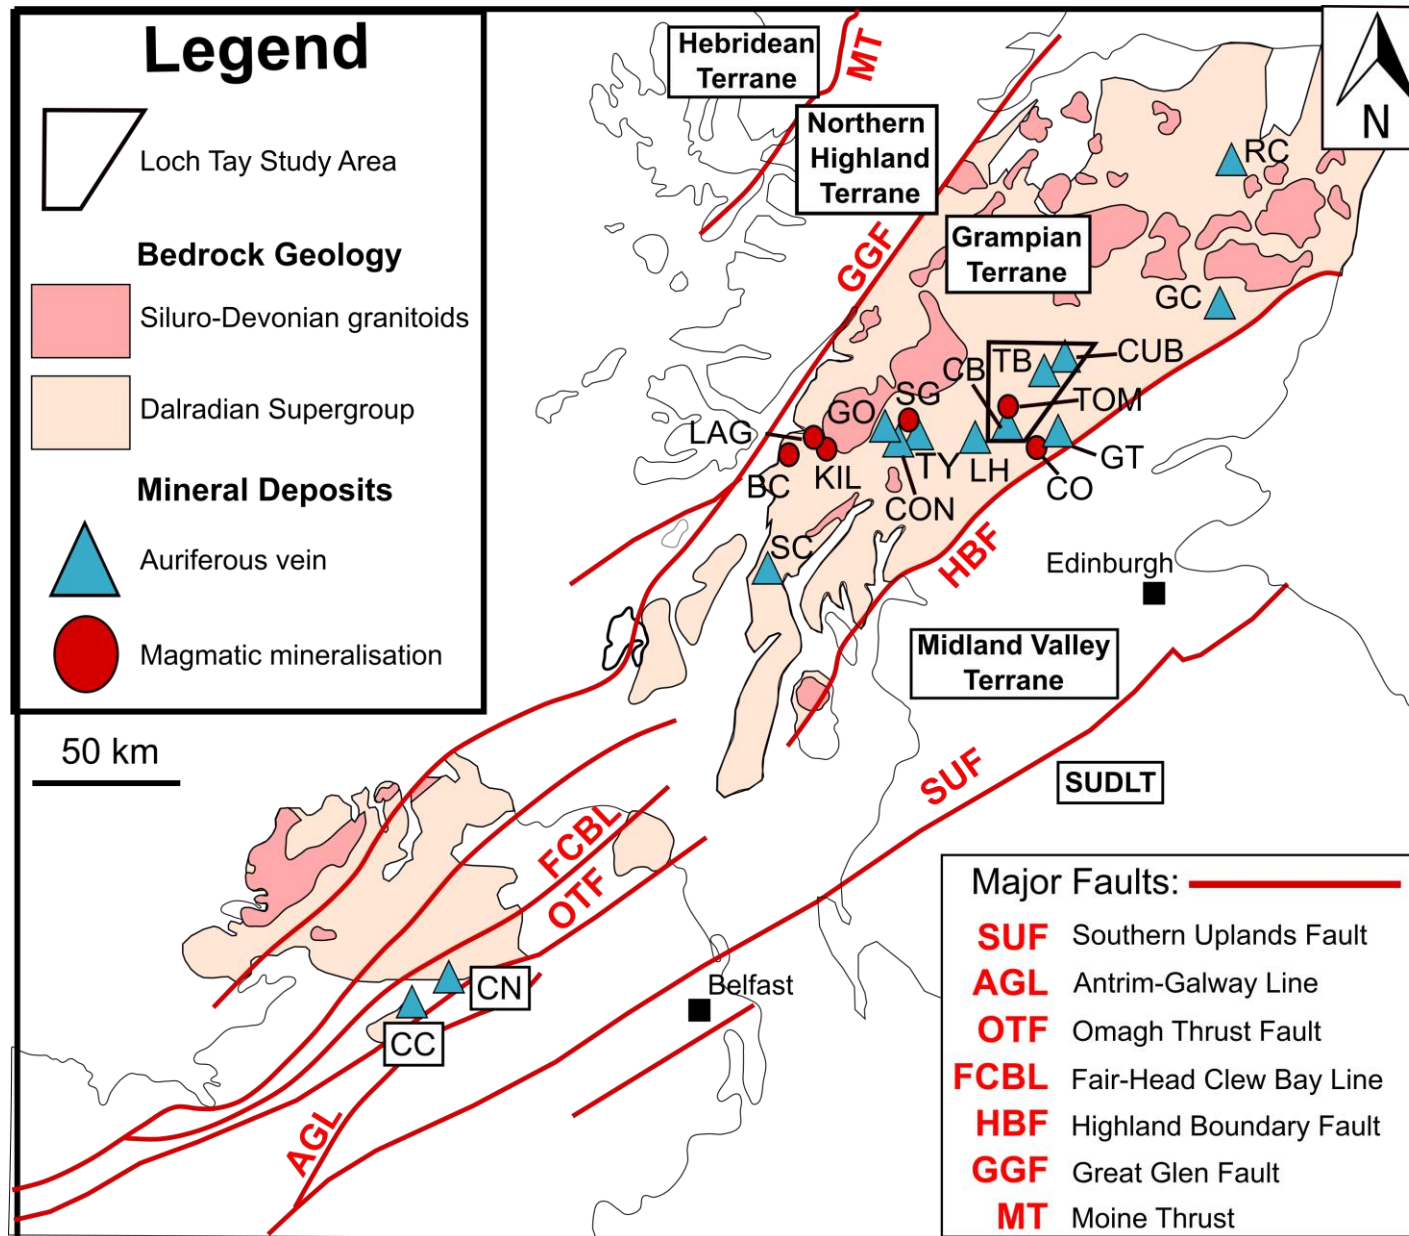 Legend
Loch Tay Study Area
Bedrock Geology
Siluro-Devonian granitoids
Dalradian Supergroup
Mineral Deposits
Auriferous vein
Magmatic mineralisation
50 km
Hebridean
Terrane
MT
Northern
Highland
Terrane
GGF
Grampian
Terrane
N
RC
GC
CUB
TB
CB
TOM
SG
GO
LAG
KIL
BC
TY
LH
CON
GT
CO
SC
HBF
Edinburgh
Midland Valley
Terrane
SUF
SUDLT
FCBL
OTF
CN
CC
Belfast
AGL
Major Faults:
SUF Southern Uplands Fault
AGL Antrim-Galway Line
OTF Omagh Thrust Fault
FCBL Fair-Head Clew Bay Line
HBF Highland Boundary Fault
GGF Great Glen Fault
MT Moine Thrust